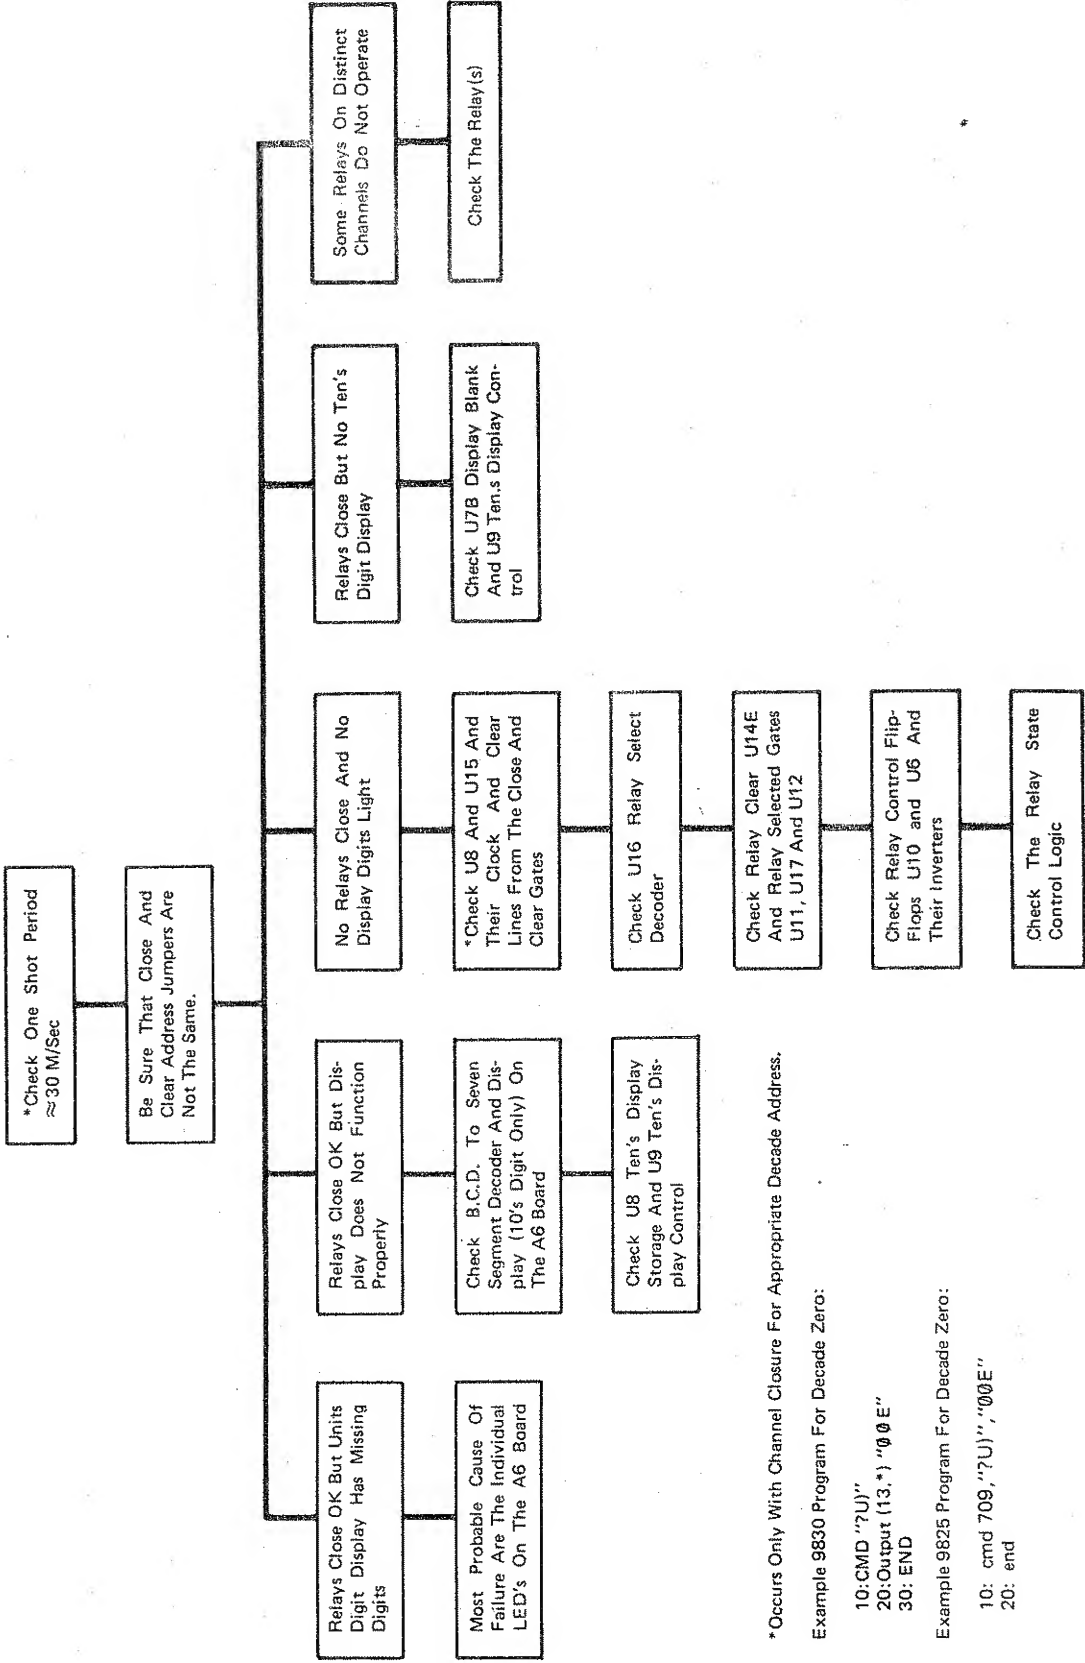 *Check One Shot Period
≈30 M/Sec
Be Sure That Close And
Clear Address Jumpers Are
Not The Same.
Relays Close OK But Units
Digit Display Has Missing
Digits
Most Probable Cause Of
Failure Are The Individual
LED's On The A6 Board
Relays Close OK But Dis-
play Does Not Function
Properly
Check B.C.D. To Seven
Segment Decoder And Dis-
play (10's Digit Only) On
The A6 Board
Check U8 Ten's Display
Storage And U9 Ten's Dis-
play Control
No Relays Close And No
Display Digits Light
*Check U8 And U15 And
Their Clock And Clear
Lines From The Close And
Clear Gates
Check U16 Relay Select
Decoder
Check Relay Clear U14E
And Relay Selected Gates
U11, U17 And U12
Check Relay Control Flip-
Flops U10 and U6 And
Their Inverters
Check The Relay State
Control Logic
Relays Close But No Ten's
Digit Display
Check U7B Display Blank
And U9 Ten.s Display Con-
trol
Some Relays On Distinct
Channels Do Not Operate
Check The Relay(s)
*Occurs Only With Channel Closure For Appropriate Decade Address.
Example 9830 Program For Decade Zero:
10:CMD "?U)"
20:Output (13.*) "00E"
30: END
Example 9825 Program For Decade Zero:
10: cmd 709,"?U)","00E"
20: end